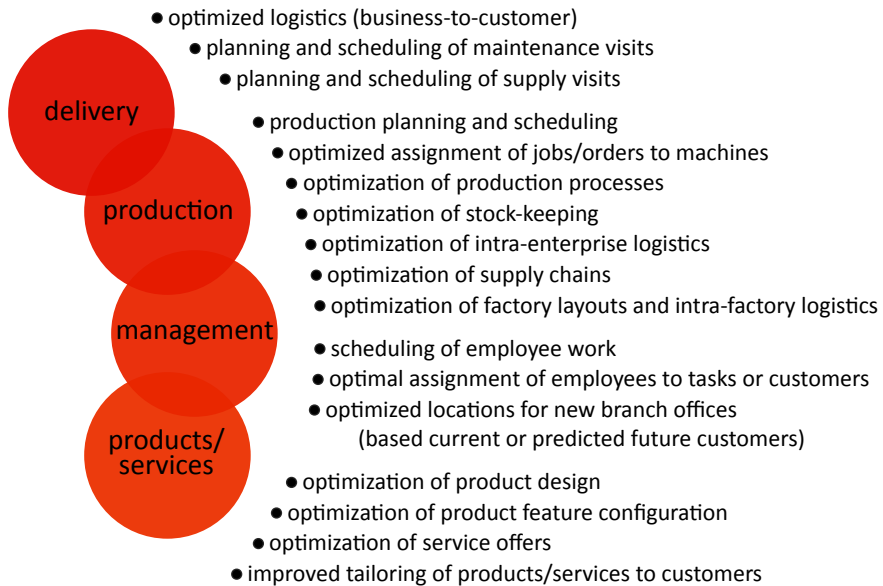 • optimized logistics (business-to-customer)
• planning and scheduling of maintenance visits
• planning and scheduling of supply visits
delivery
• production planning and scheduling
• optimized assignment of jobs/orders to machines
• optimization of production processes
production
• optimization of stock-keeping
• optimization of intra-enterprise logistics
• optimization of supply chains
• optimization of factory layouts and intra-factory logistics
management
• scheduling of employee work
• optimal assignment of employees to tasks or customers
• optimized locations for new branch offices
(based current or predicted future customers)
products/
services
• optimization of product design
• optimization of product feature configuration
• optimization of service offers
• improved tailoring of products/services to customers